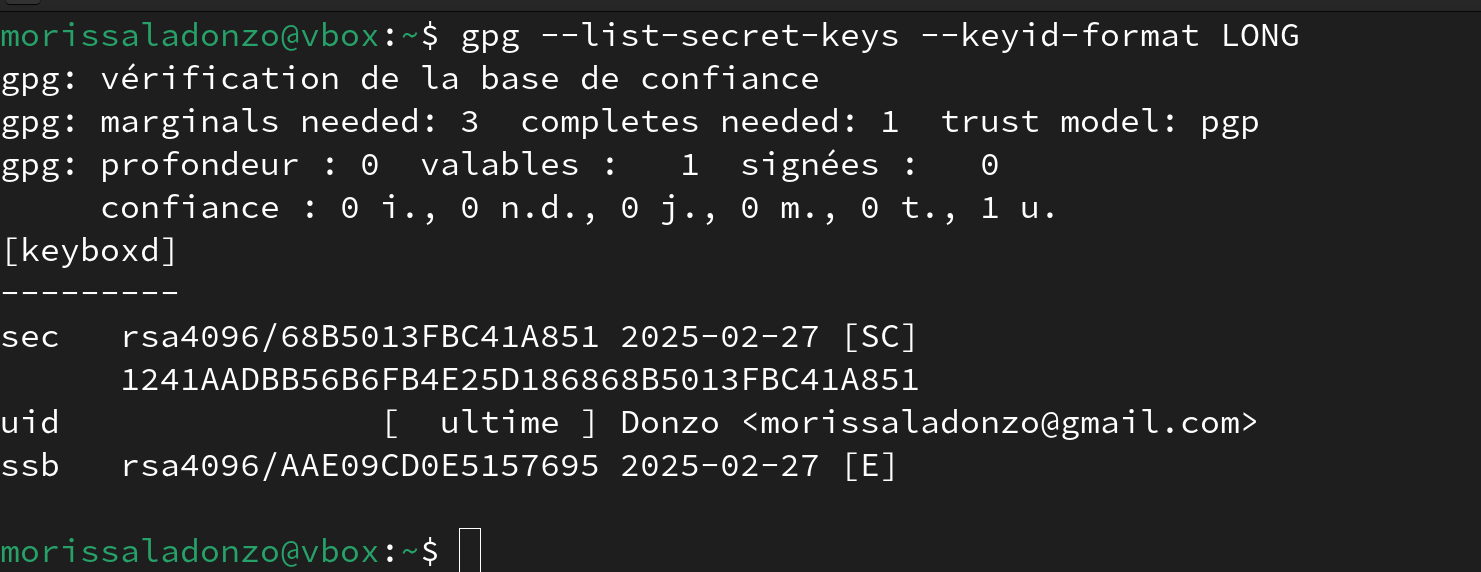 morissaladonzo@vbox:~$ gpg --list-secret-keys --keyid-format LONG
gpg: vérification de la base de confiance
gpg: marginals needed: 3  completes needed: 1  trust model: pgp
gpg: profondeur : 0  valables :   1  signées :   0
     confiance : 0 i., 0 n.d., 0 j., 0 m., 0 t., 1 u.
[keyboxd]
---------
sec   rsa4096/68B5013FBC41A851 2025-02-27 [SC]
      1241AADBB56B6FB4E25D186868B5013FBC41A851
uid                [  ultime ] Donzo <morissaladonzo@gmail.com>
ssb   rsa4096/AAE09CD0E5157695 2025-02-27 [E]

morissaladonzo@vbox:~$